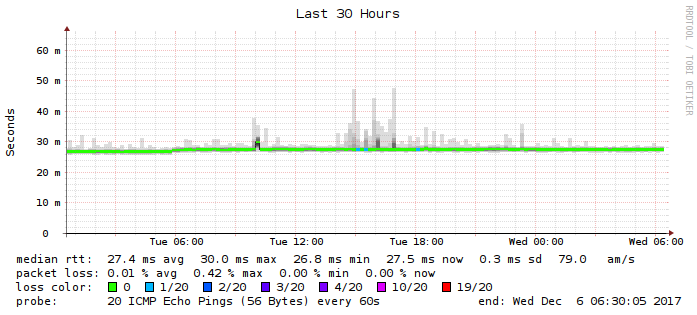 Last 30 Hours
RRDTOOL / TOBI OETIKER
Seconds
60 m
50 m
40 m
30 m
20 m
10 m
0
Tue 06:00 Tue 12:00 Tue 18:00 Wed 00:00 Wed 06:00
median rtt: 27.4 ms avg 30.0 ms max 26.8 ms min 27.5 ms now 0.3 ms sd 79.0 am/s
packet loss: 0.01 % avg 0.42 % max 0.00 % min 0.00 % now
loss color: 0 1/20 2/20 3/20 4/20 10/20 19/20
probe: 20 ICMP Echo Pings (56 Bytes) every 60s end: Wed Dec 6 06:30:05 2017